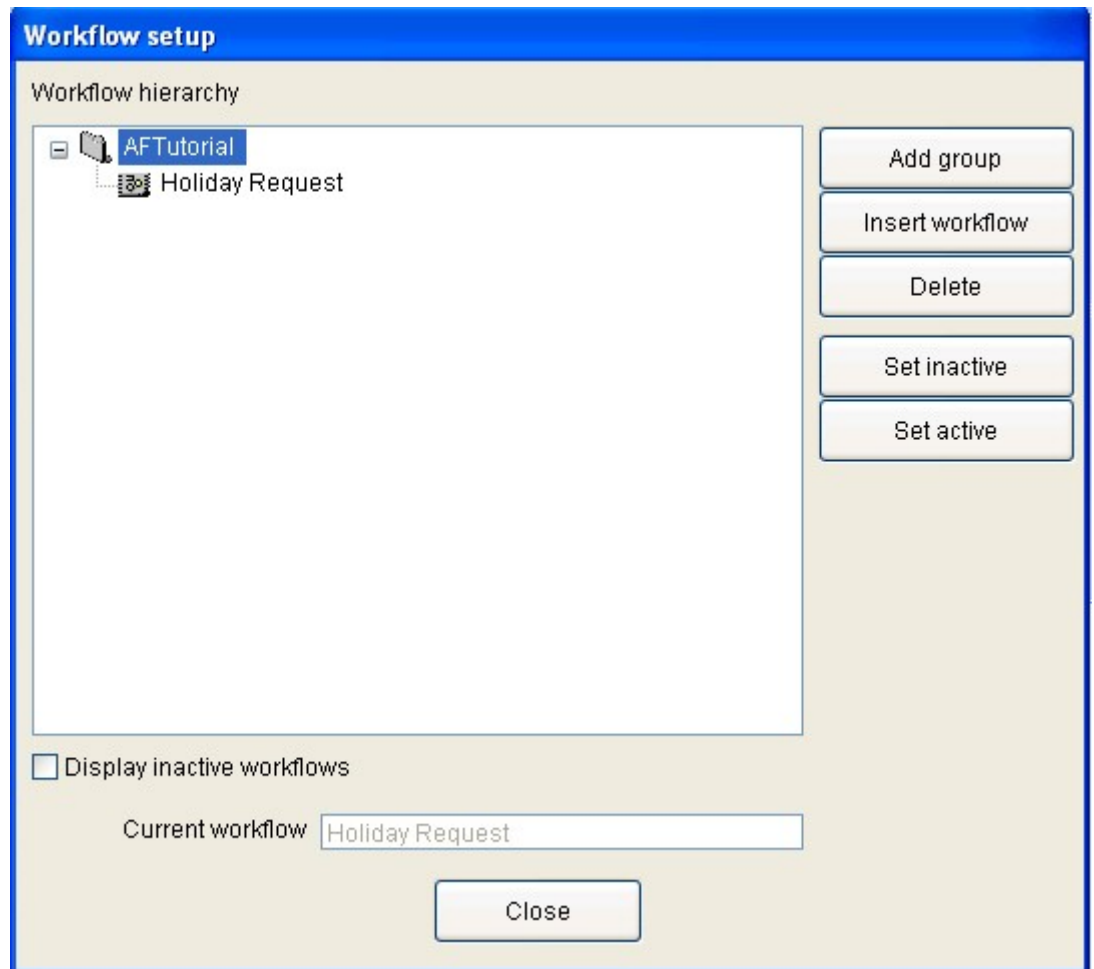 Workflow setup
Workflow hierarchy
AFTutorial
Holiday Request
Add group
Insert workflow
Delete
Set inactive
Set active
Display inactive workflows
Current workflow Holiday Request
Close